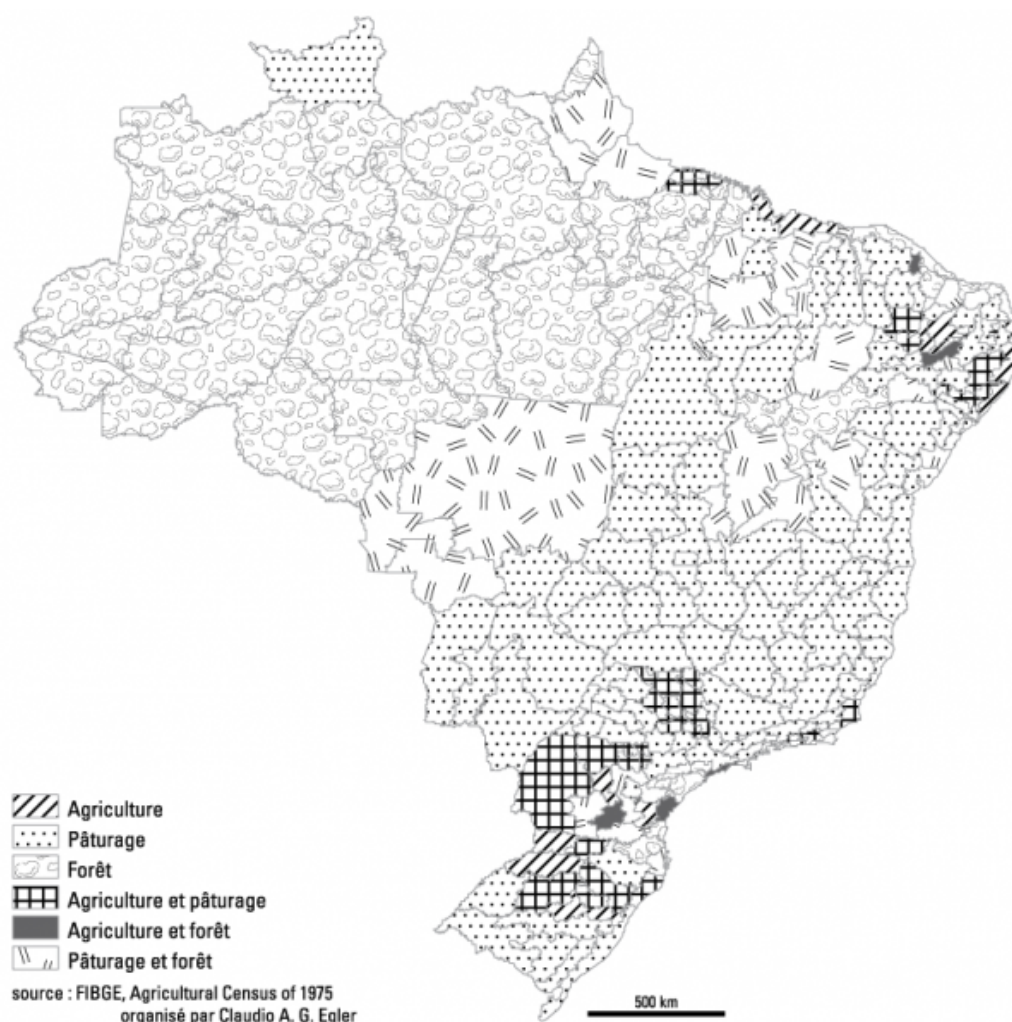 Agriculture
Pâturage
Forêt
Agriculture et pâturage
Agriculture et forêt
Pâturage et forêt
source : FIBGE, Agricultural Census of 1975
organisé par Claudio A. G. Egler
500 km